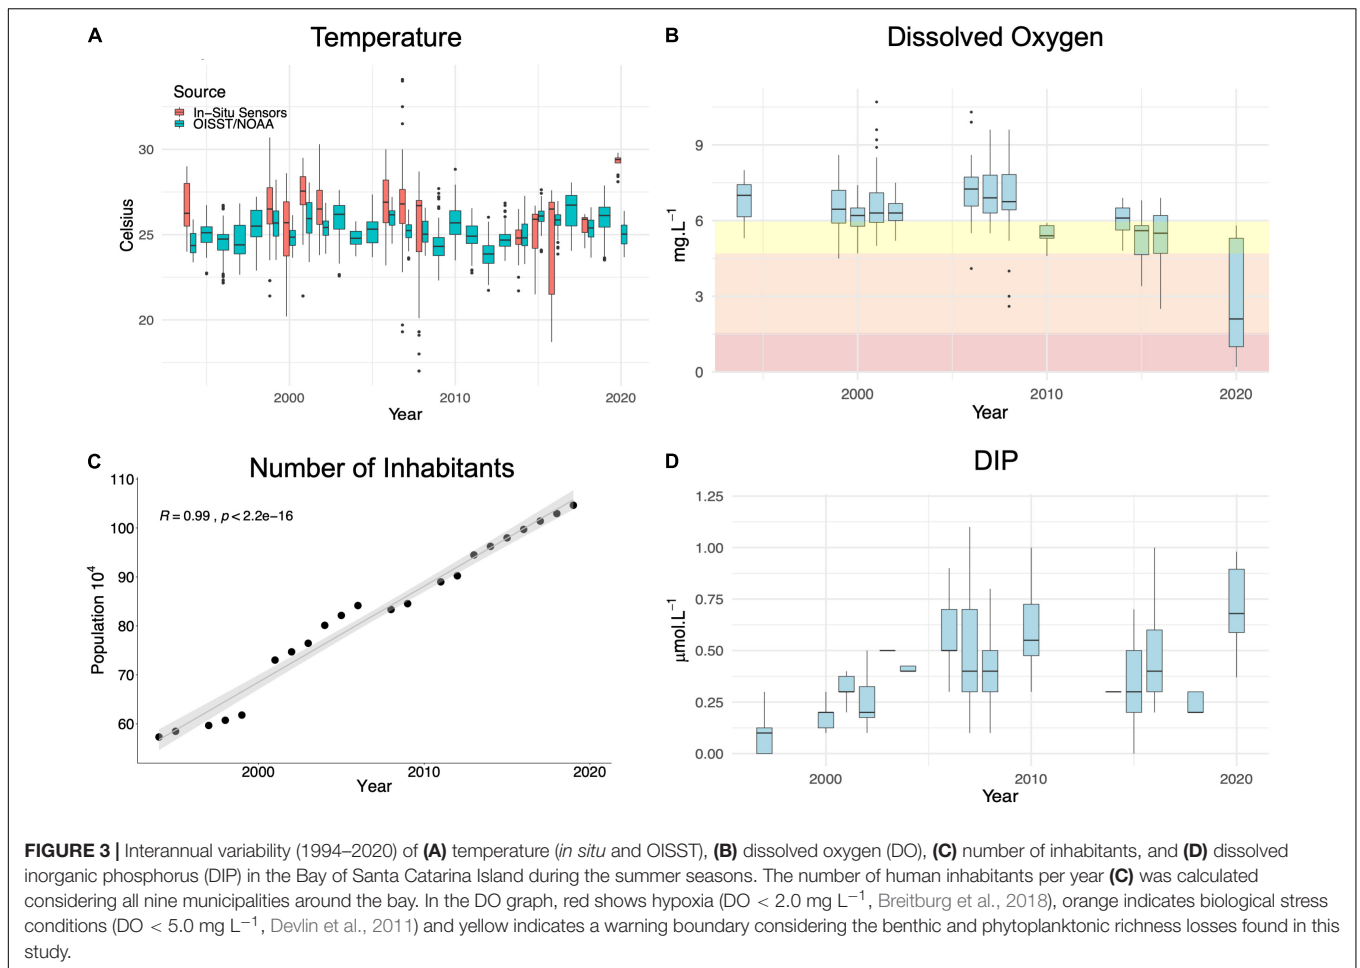 A
Temperature
Source
In-Situ Sensors
OISST/NOAA
30
25
20
Celsius
2000
2010
2020
Year
B
Dissolved Oxygen
9
6
3
0
mg.L⁻¹
2000
2010
2020
Year
C
Number of Inhabitants
R = 0.99 , p < 2.2e−16
110
100
90
80
70
60
Population 10⁴
2000
2010
2020
Year
D
DIP
1.25
1.00
0.75
0.50
0.25
0.00
μmol.L⁻¹
2000
2010
2020
Year
FIGURE 3 | Interannual variability (1994–2020) of (A) temperature (in situ and OISST), (B) dissolved oxygen (DO), (C) number of inhabitants, and (D) dissolved
inorganic phosphorus (DIP) in the Bay of Santa Catarina Island during the summer seasons. The number of human inhabitants per year (C) was calculated
considering all nine municipalities around the bay. In the DO graph, red shows hypoxia (DO < 2.0 mg L⁻¹, Breitburg et al., 2018), orange indicates biological stress
conditions (DO < 5.0 mg L⁻¹, Devlin et al., 2011) and yellow indicates a warning boundary considering the benthic and phytoplanktonic richness losses found in this
study.